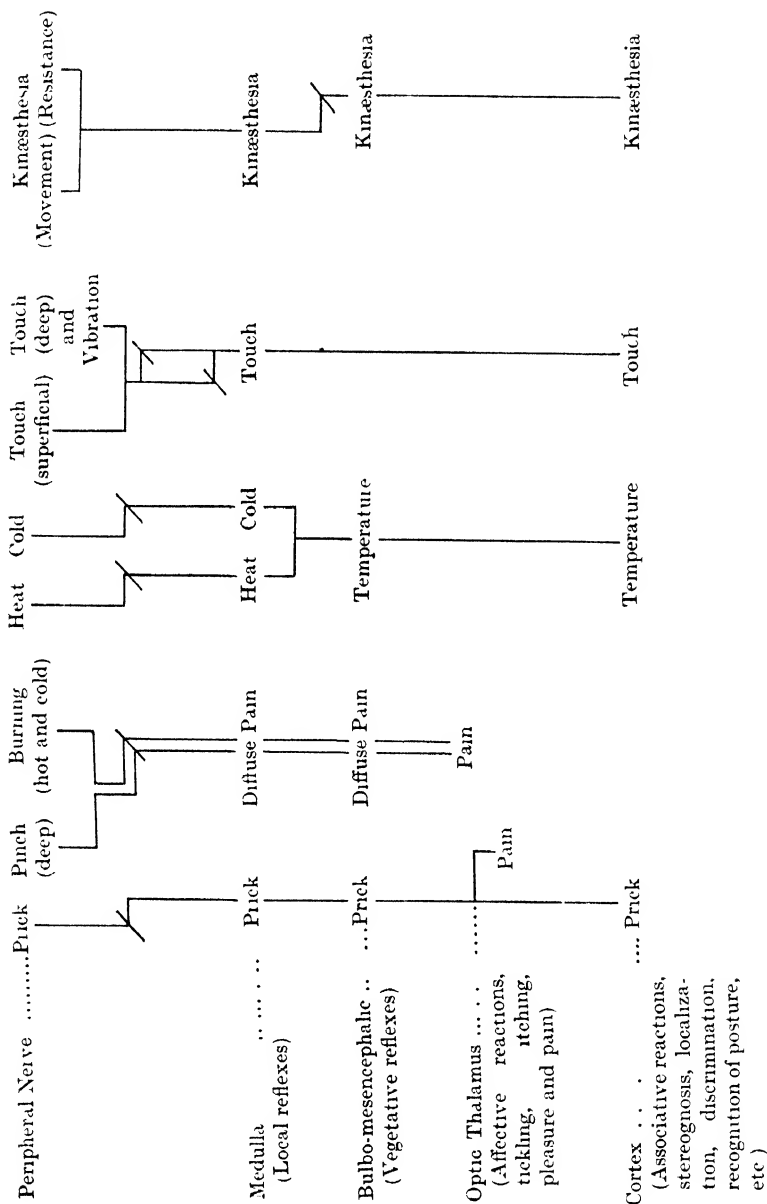 Peripheral Nerve .........Prick Pinch Burning Heat Cold Touch Touch Kinæsthesia
(deep) (hot and cold) (superficial) (deep) (Movement) (Resistance)
and
Vibration
Medulla .. ... . .. Prick Diffuse Pain Heat Cold Touch Kinæsthesia
(Local reflexes)
Bulbo-mesencephalic .. ...Prick Diffuse Pain Temperature Kinæsthesia
(Vegetative reflexes)
Optic Thalamus ... . . ....... Pain Pain
(Affective reactions,
tickling, itching,
pleasure and pain)
Cortex . . . .... Prick Temperature Touch Kinæsthesia
(Associative reactions,
stereognosis, localiza-
tion, discrimination,
recognition of posture,
etc )